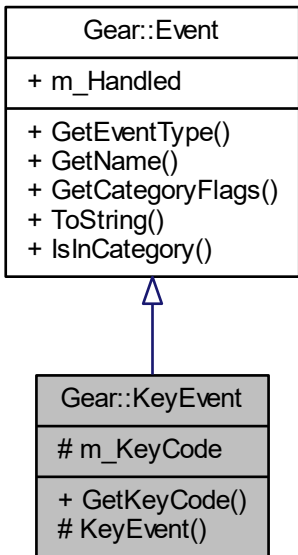 Gear::Event
+ m_Handled
+ GetEventType()
+ GetName()
+ GetCategoryFlags()
+ ToString()
+ IsInCategory()
Gear::KeyEvent
# m_KeyCode
+ GetKeyCode()
# KeyEvent()